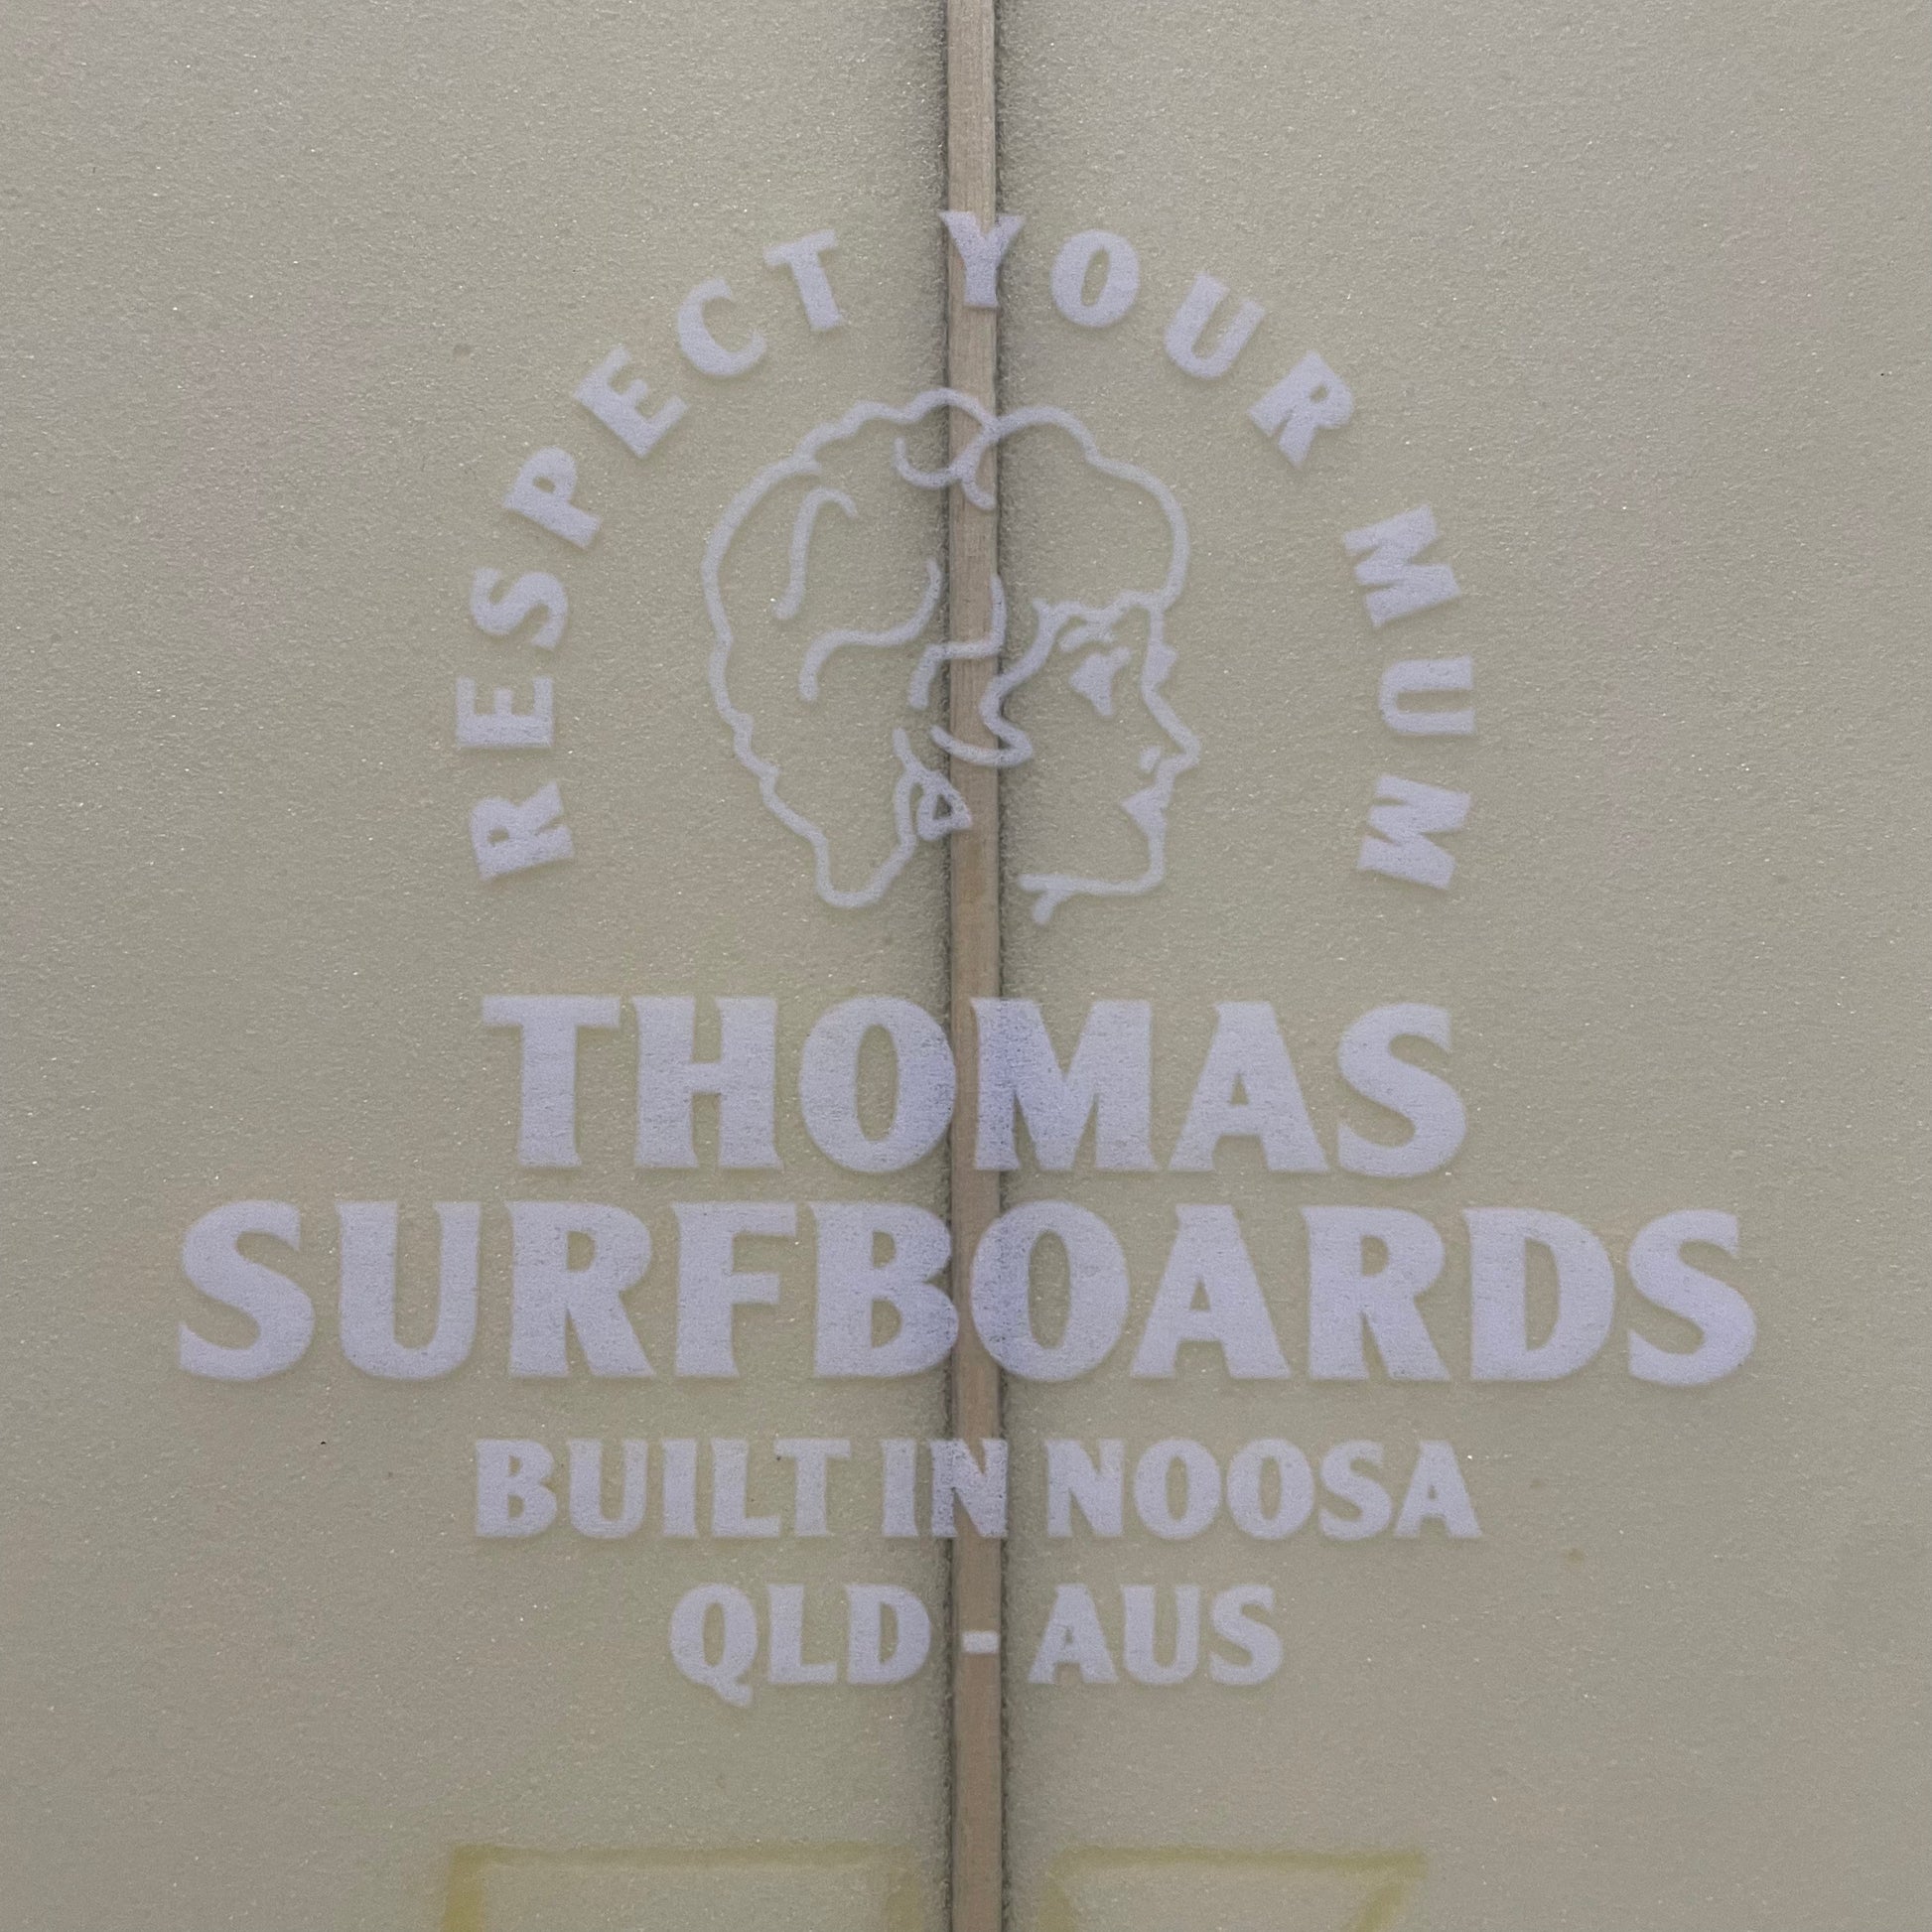 RESPECT YOUR MUM
THOMAS
SURFBOARDS
BUILT IN NOOSA
QLD - AUS